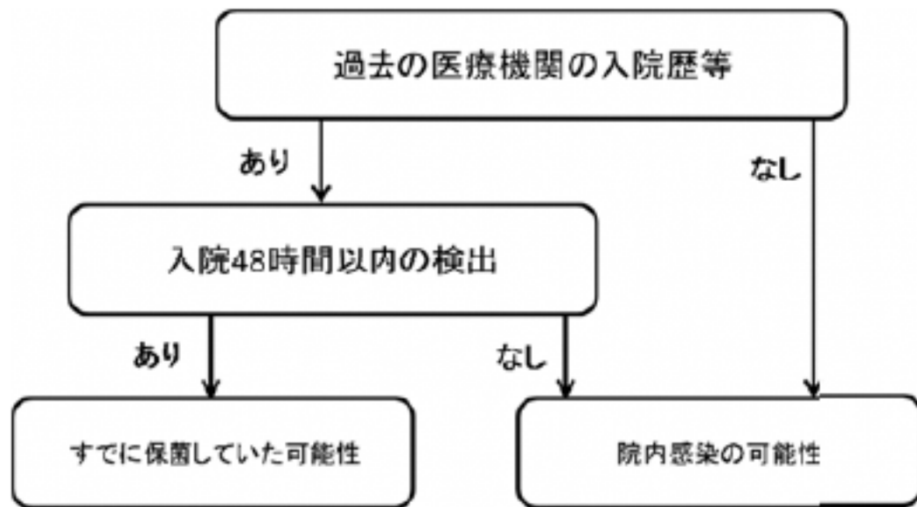 過去の医療機関の入院歴等
あり
なし
入院48時間以内の検出
あり
なし
すでに保菌していた可能性
院内感染の可能性